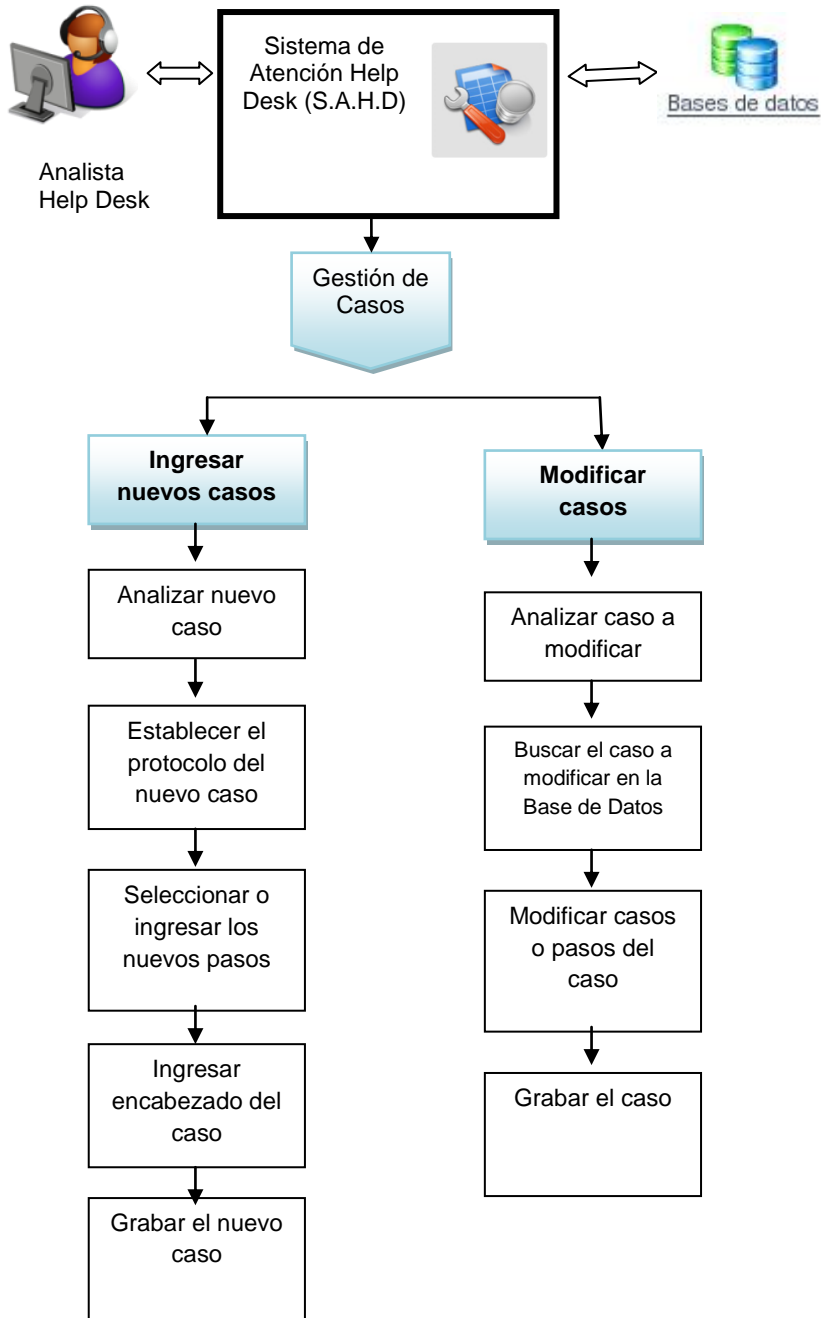 Sistema de
Atención Help
Desk (S.A.H.D)
Bases de datos
Analista
Help Desk
Gestión de
Casos
Ingresar
nuevos casos
Analizar nuevo
caso
Establecer el
protocolo del
nuevo caso
Seleccionar o
ingresar los
nuevos pasos
Ingresar
encabezado del
caso
Grabar el nuevo
caso
Modificar
casos
Analizar caso a
modificar
Buscar el caso a
modificar en la
Base de Datos
Modificar casos
o pasos del
caso
Grabar el caso